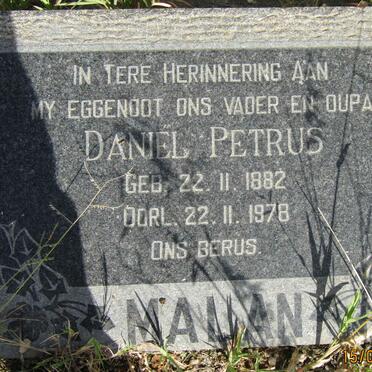 IN TERE HERINNERING AAN
MY EGGENOOT ONS VADER EN OUPA
DANIEL PETRUS
GEB. 22. 11. 1882
OORL. 22. 11. 1978
ONS BERUS.
MALAN